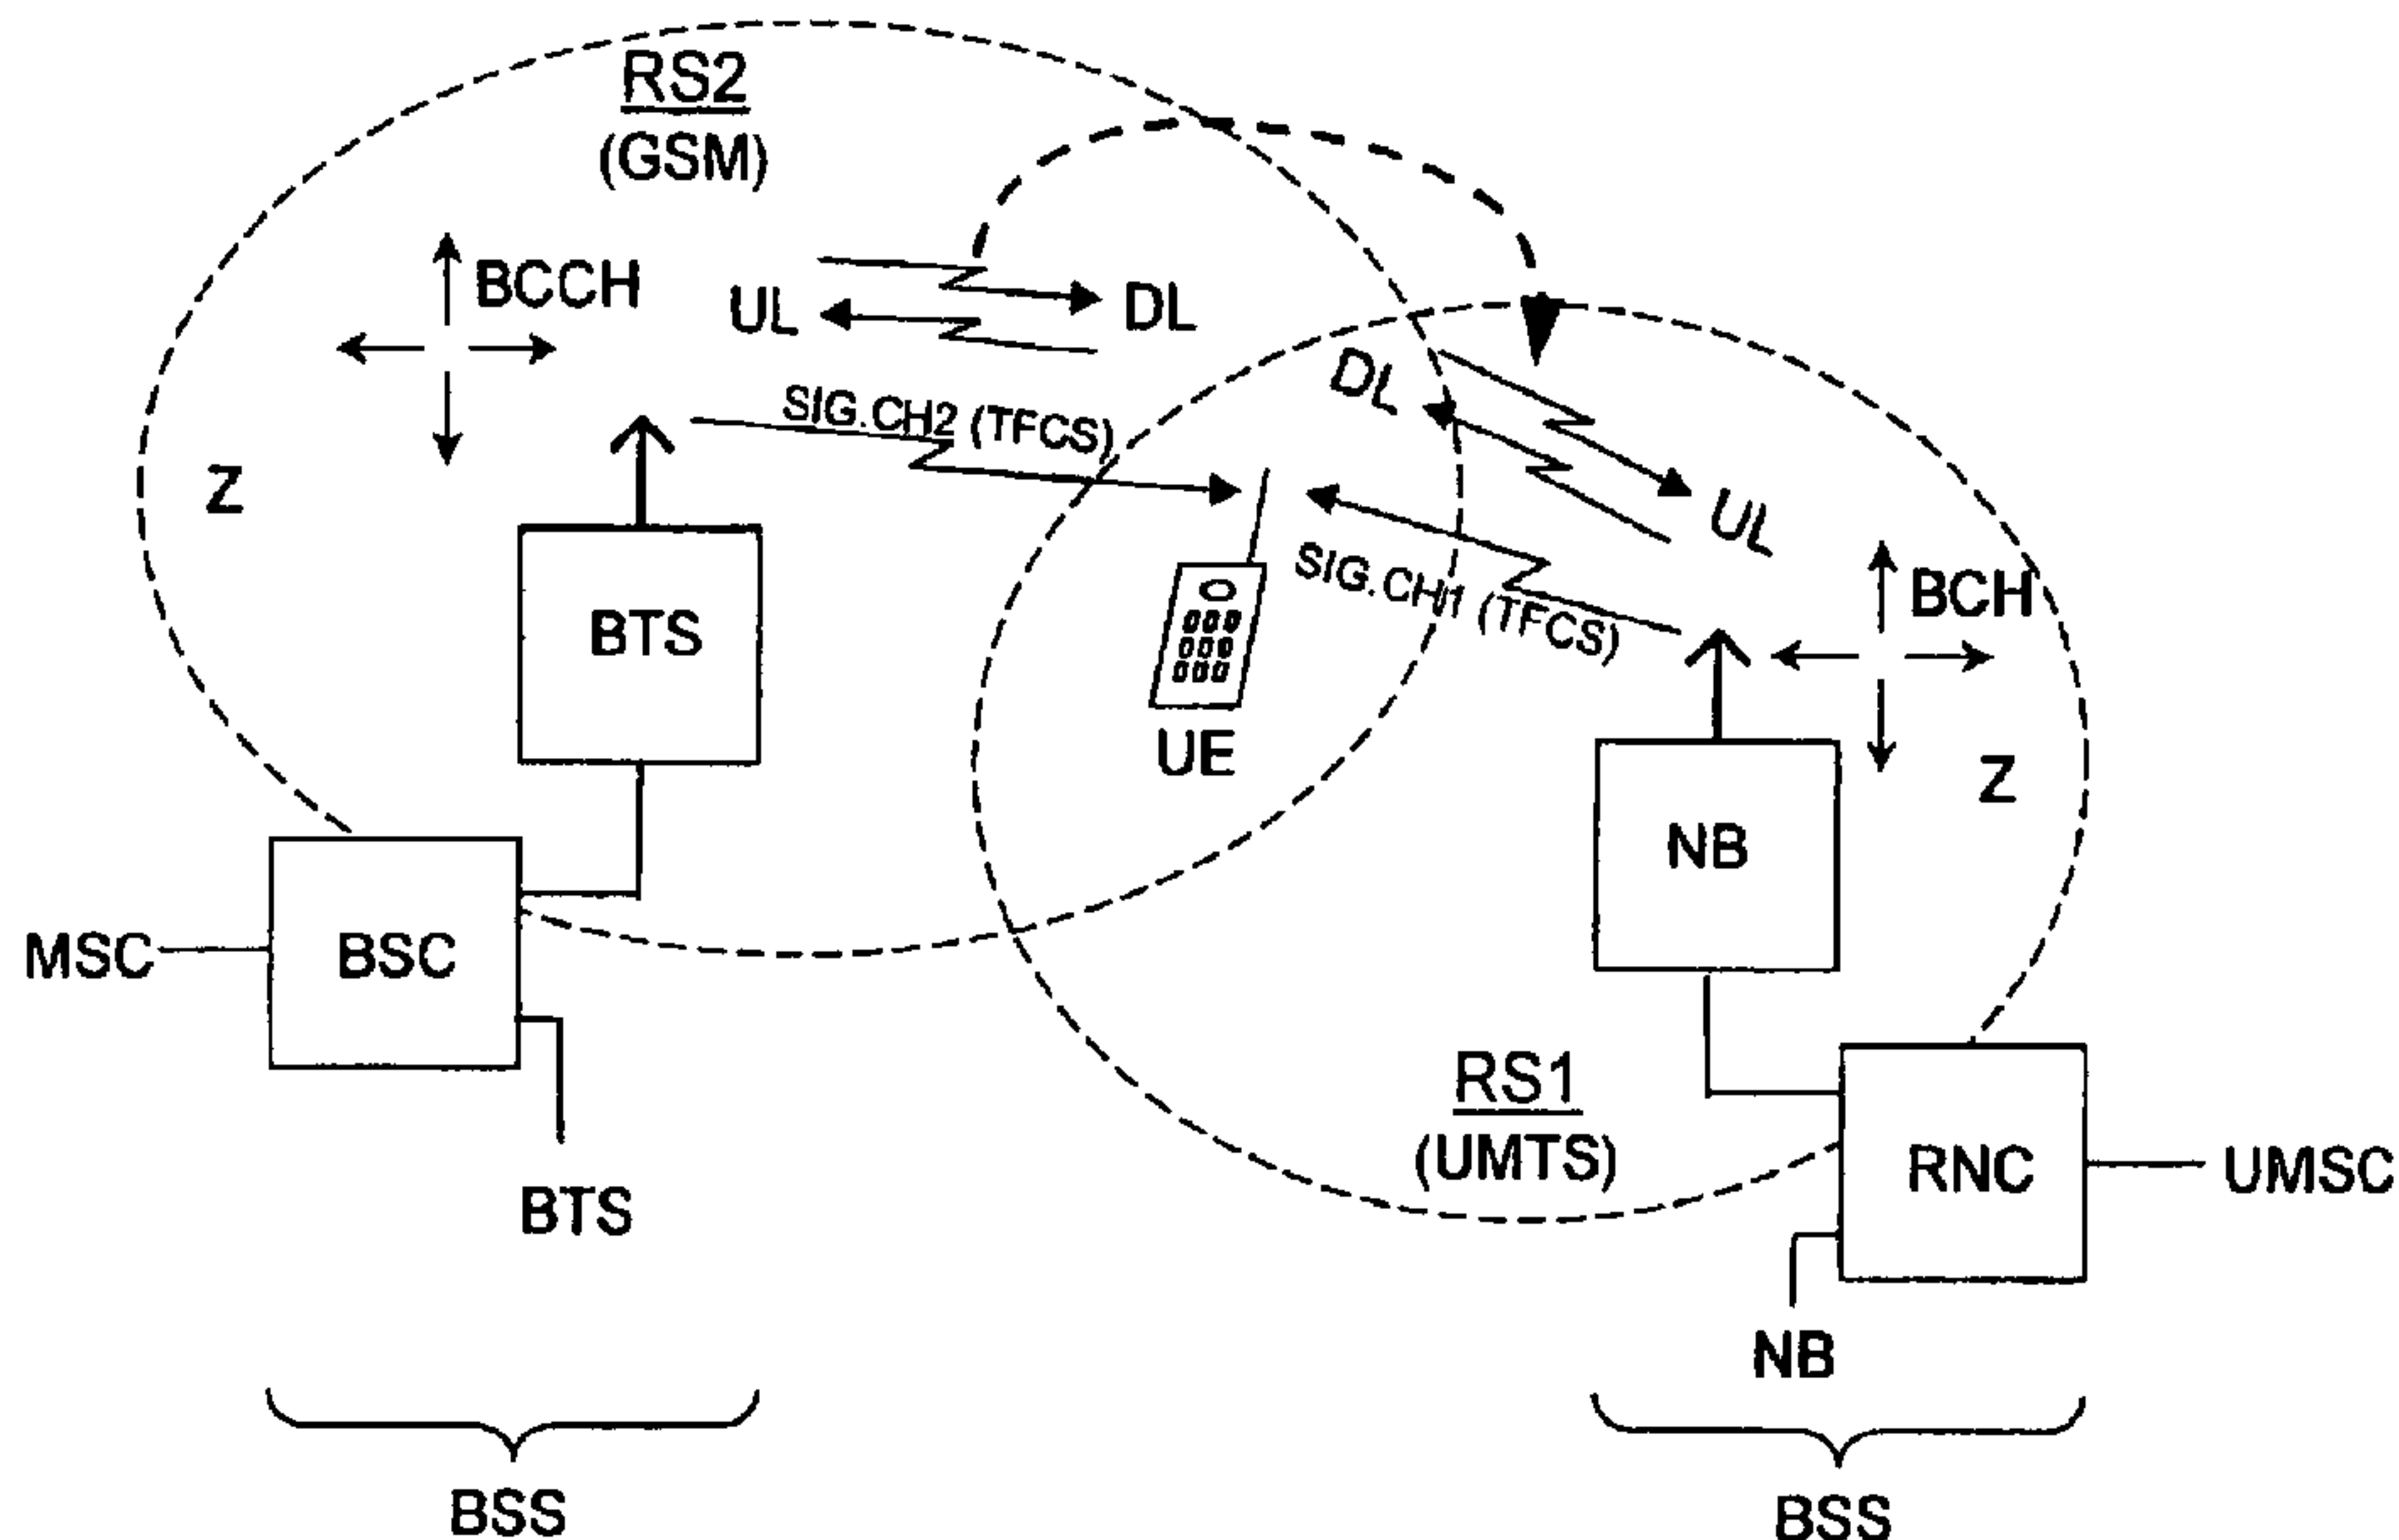 RS2
(GSM)
BCCH
UL
DL
DL
SIG.CH2 (TFCS)
Z
UL
SIG.CH1 (TFCS)
BCH
BTS
UE
Z
NB
MSC
BSC
RS1
(UMTS)
RNC
UMSC
BTS
NB
BSS
BSS